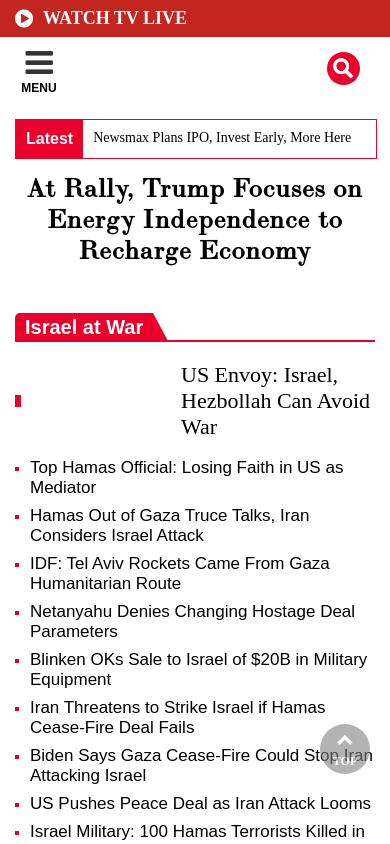 WATCH TV LIVE
MENU
Latest
Newsmax Plans IPO, Invest Early, More Here
At Rally, Trump Focuses on
Energy Independence to
Recharge Economy
Israel at War
US Envoy: Israel,
Hezbollah Can Avoid
War
Top Hamas Official: Losing Faith in US as
Mediator
Hamas Out of Gaza Truce Talks, Iran
Considers Israel Attack
IDF: Tel Aviv Rockets Came From Gaza
Humanitarian Route
Netanyahu Denies Changing Hostage Deal
Parameters
Blinken OKs Sale to Israel of $20B in Military
Equipment
Iran Threatens to Strike Israel if Hamas
Cease-Fire Deal Fails
Biden Says Gaza Cease-Fire Could Stop Iran
Attacking Israel
TOP
US Pushes Peace Deal as Iran Attack Looms
Israel Military: 100 Hamas Terrorists Killed in